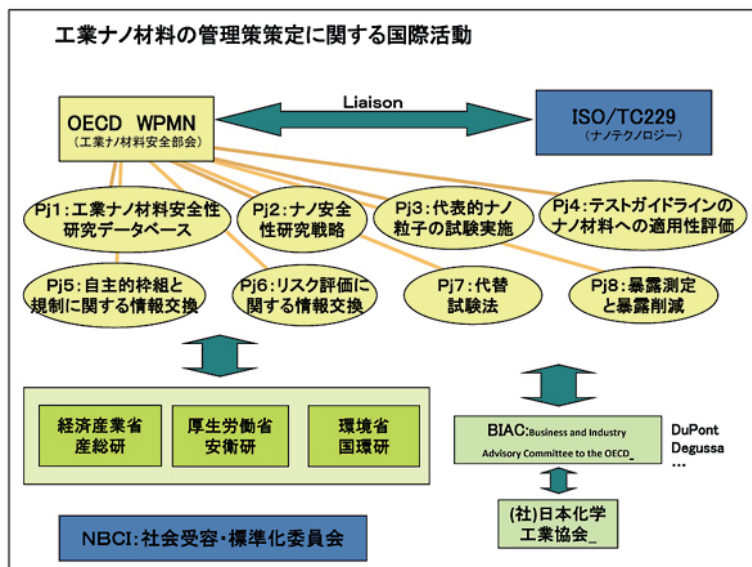 工業ナノ材料の管理策策定に関する国際活動
Liaison
OECD WPMN
(工業ナノ材料安全部会)
ISO/TC229
(ナノテクノロジー)
Pj1:工業ナノ材料安全性
研究データベース
Pj2:ナノ安全
性研究戦略
Pj3:代表的ナノ
粒子の試験実施
Pj4:テストガイドラインの
ナノ材料への適用性評価
Pj5:自主的枠組と
規制に関する情報交換
Pj6:リスク評価に
関する情報交換
Pj7:代替
試験法
Pj8:暴露測定
と暴露削減
経済産業省
産総研
厚生労働省
安衛研
環境省
国環研
BIAC:Business and Industry
Advisory Committee to the OECD_
DuPont
Degussa
…
(社)日本化学
工業協会_
NBCI:社会受容・標準化委員会